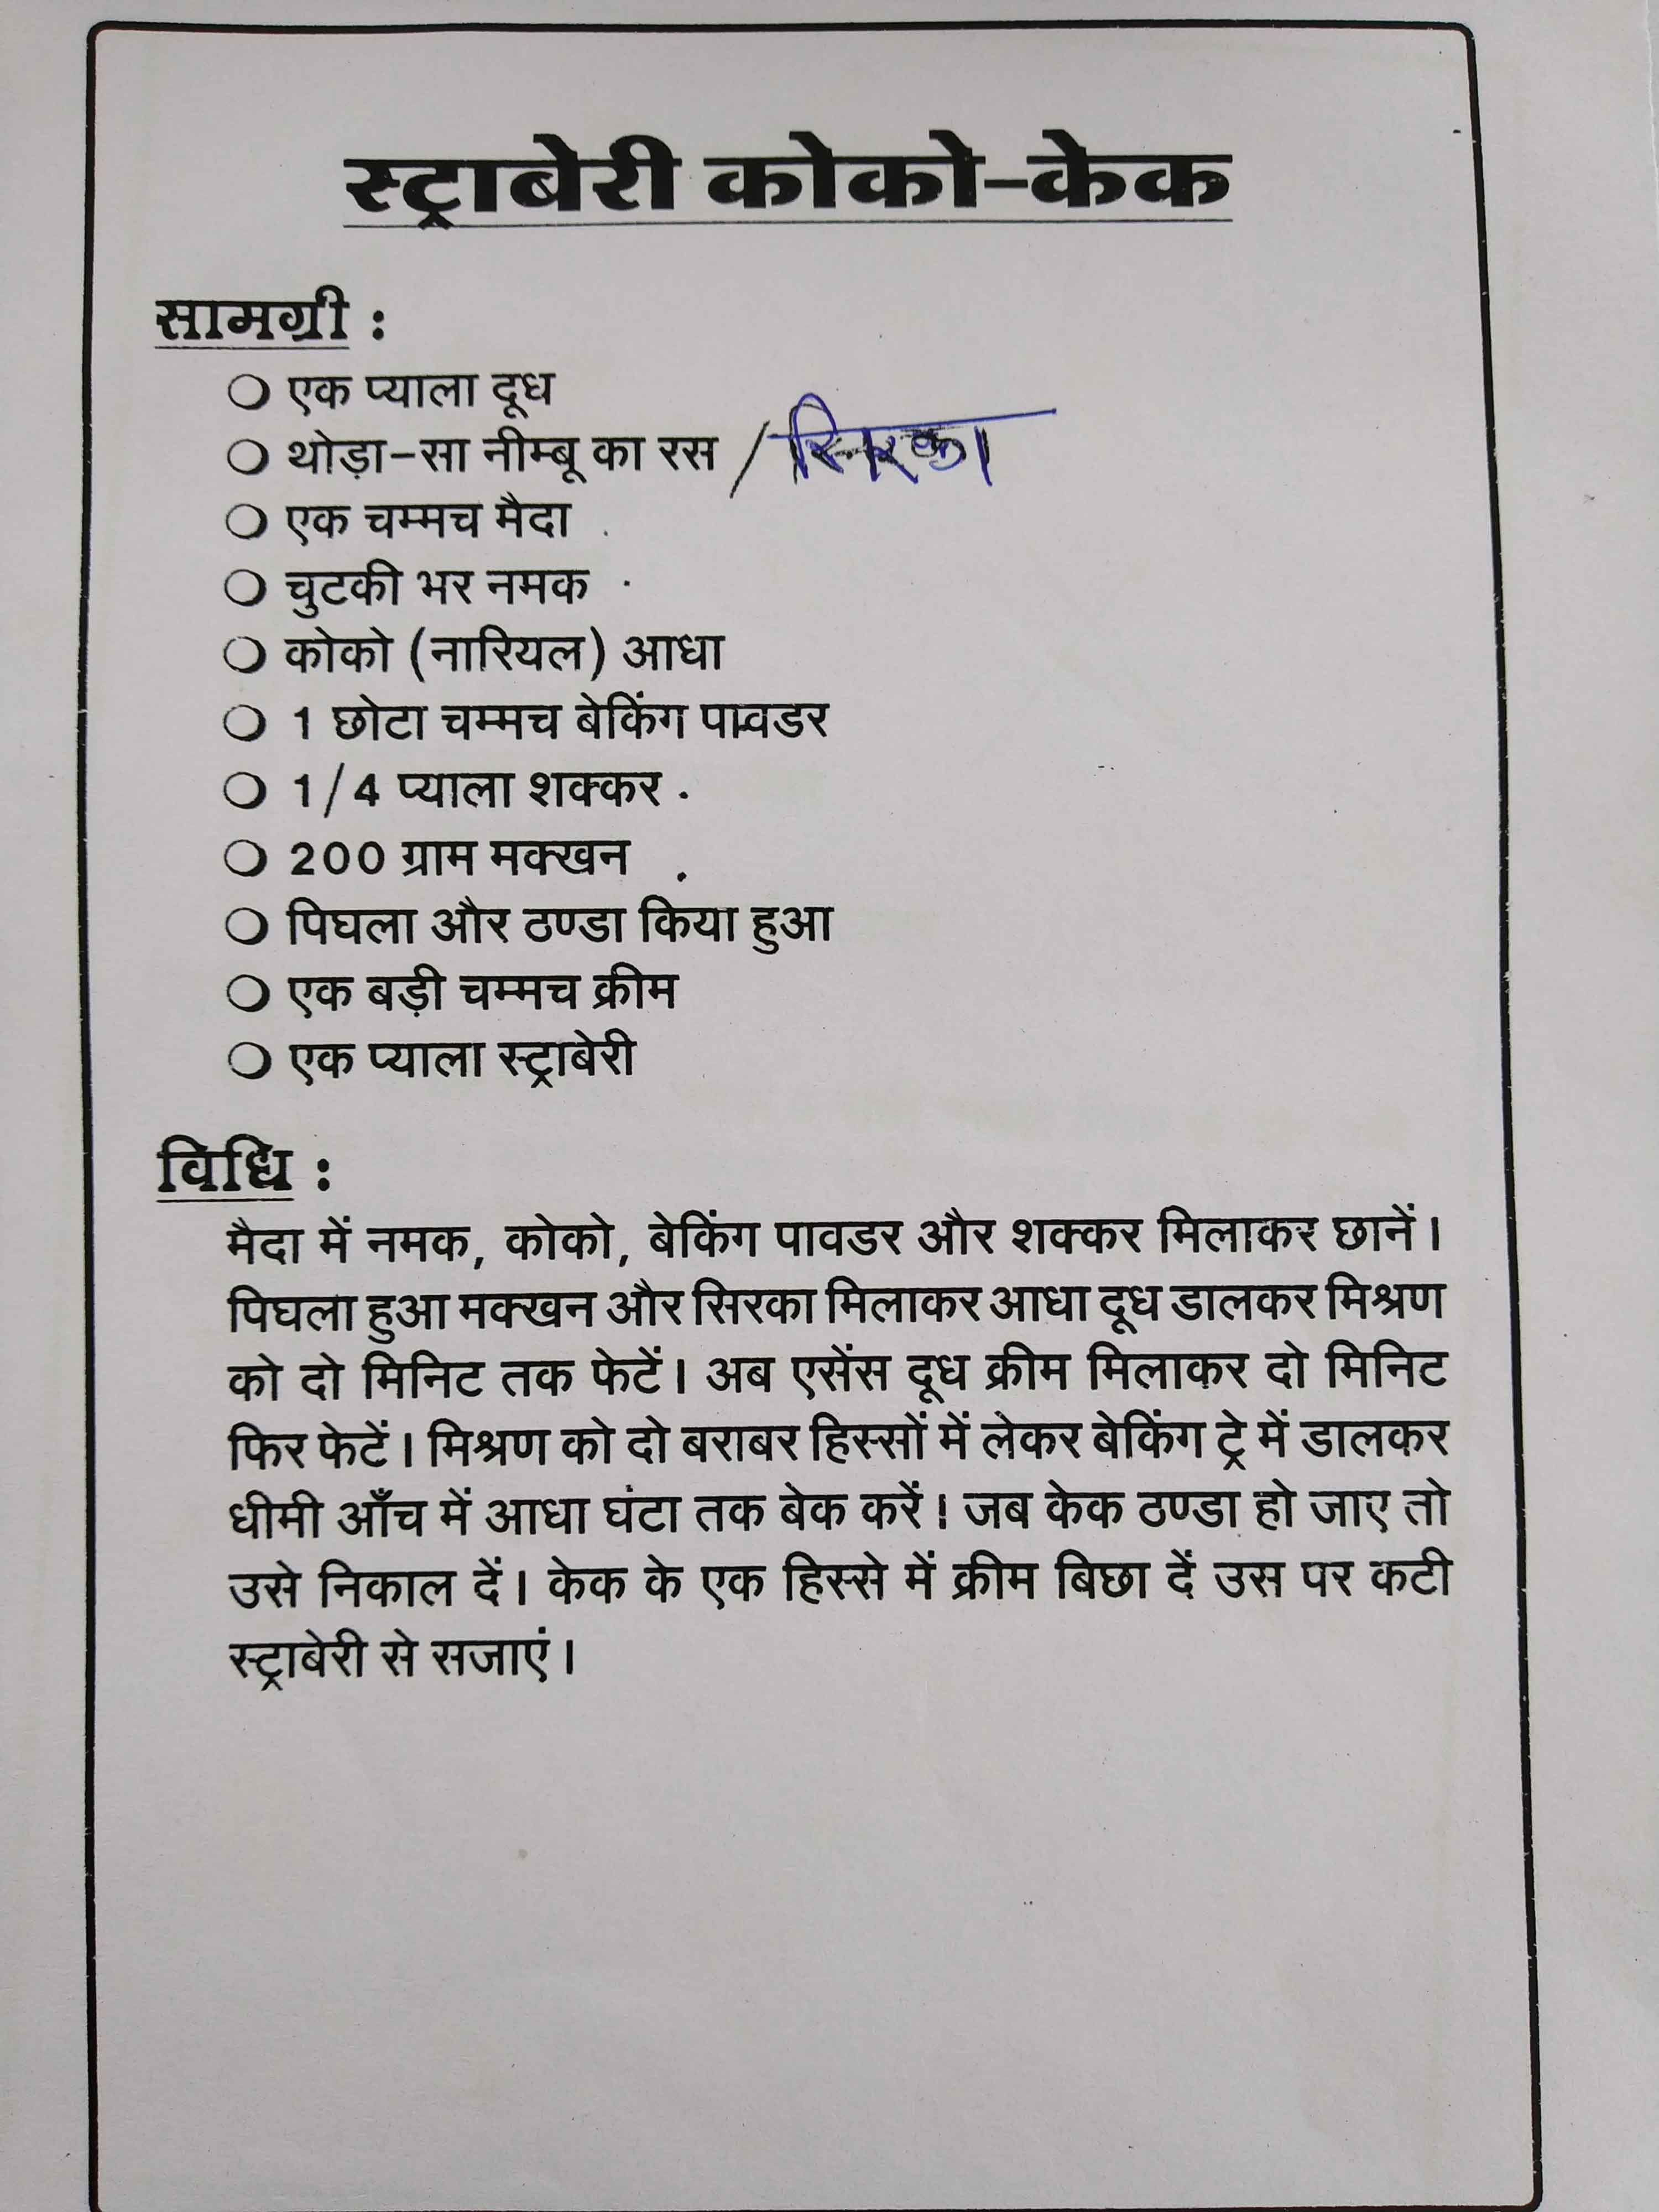 स्ट्राबेरी कोको-केक
सामग्री :
एक प्याला दूध
थोड़ा-सा नीम्बू का रस / सिरका
एक चम्मच मैदा
चुटकी भर नमक
कोको (नारियल) आधा
1 छोटा चम्मच बेकिंग पावडर
1/4 प्याला शक्कर
200 ग्राम मक्खन
पिघला और ठण्डा किया हुआ
एक बड़ी चम्मच क्रीम
एक प्याला स्ट्राबेरी
विधि :
मैदा में नमक, कोको, बेकिंग पावडर और शक्कर मिलाकर छानें।
पिघला हुआ मक्खन और सिरका मिलाकर आधा दूध डालकर मिश्रण
को दो मिनिट तक फेटें। अब एसेंस दूध क्रीम मिलाकर दो मिनिट
फिर फेटें। मिश्रण को दो बराबर हिस्सों में लेकर बेकिंग ट्रे में डालकर
धीमी आँच में आधा घंटा तक बेक करें। जब केक ठण्डा हो जाए तो
उसे निकाल दें। केक के एक हिस्से में क्रीम बिछा दें उस पर कटी
स्ट्राबेरी से सजाएं।